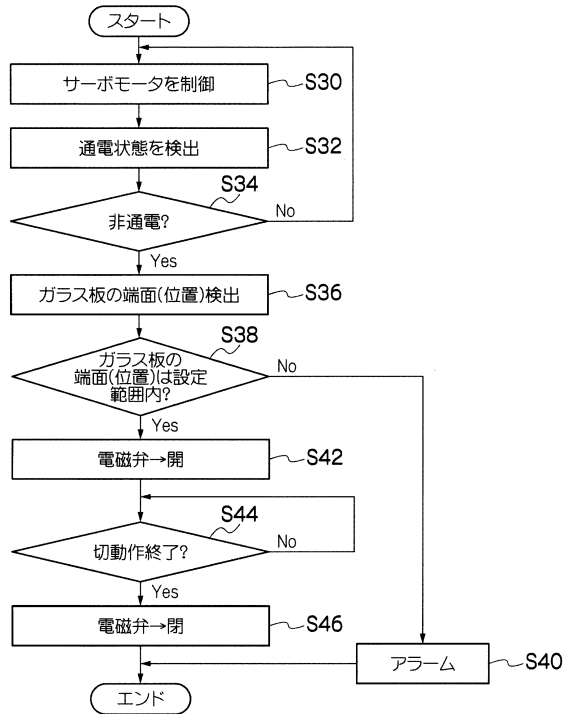 スタート
サーボモータを制御
S30
通電状態を検出
S32
S34
非通電?
No
Yes
ガラス板の端面(位置)検出
S36
S38
ガラス板の
端面(位置)は設定
範囲内?
No
Yes
電磁弁→開
S42
S44
切動作終了?
No
Yes
電磁弁→閉
S46
アラーム
S40
エンド